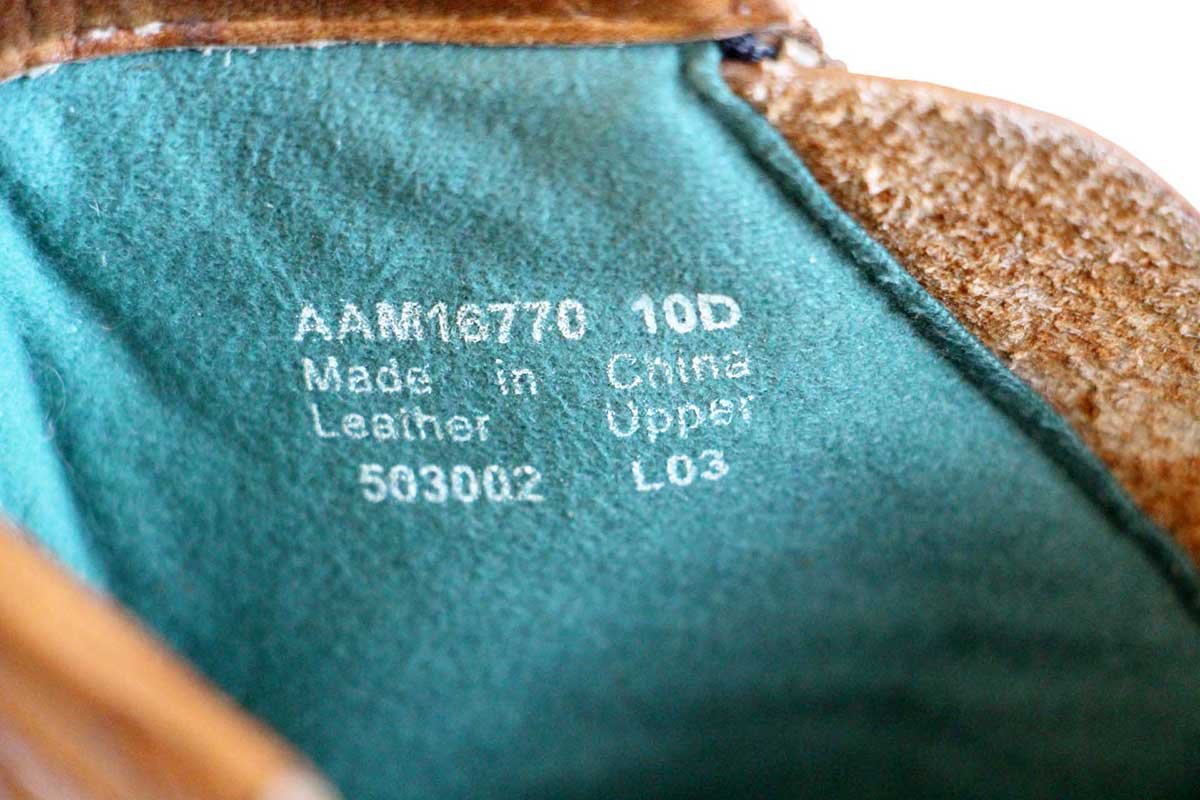 AAM16770 10D
Made in China
Leather Upper
503002 L03